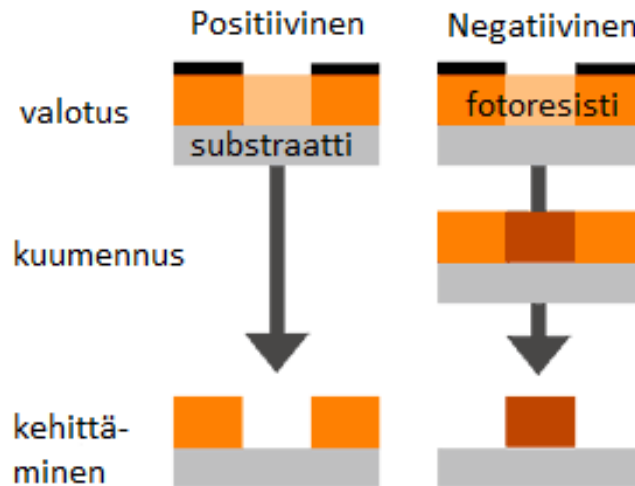 Positiivinen
Negatiivinen
valotus
fotoresisti
substraatti
kuumennus
kehittä-
minen